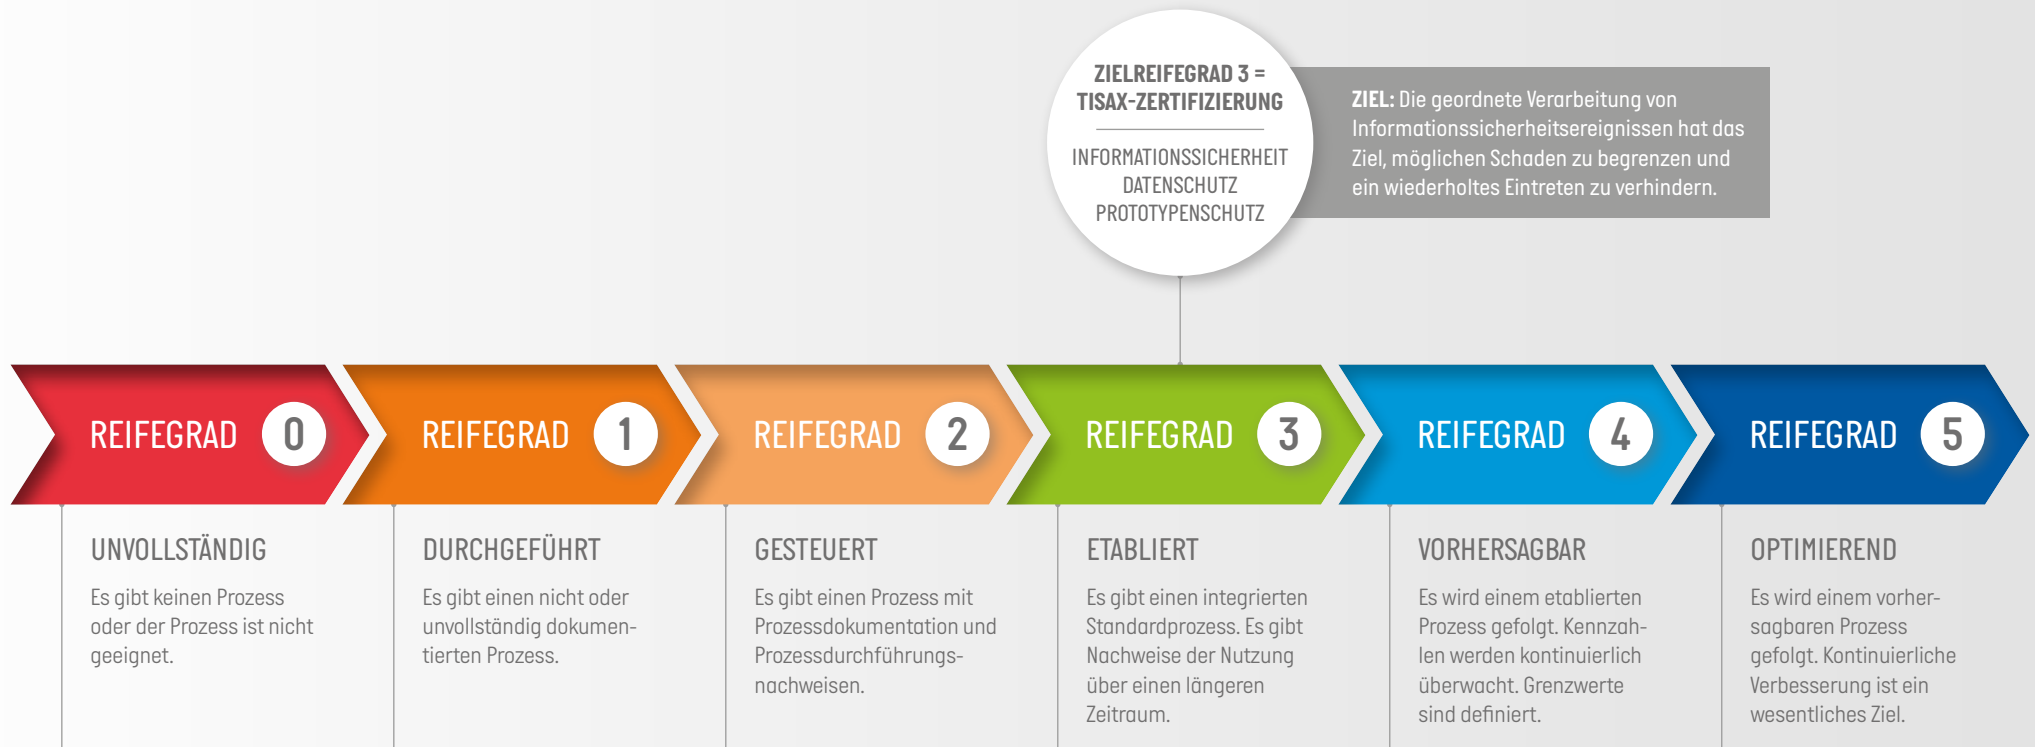 ZIELREIFEGRAD 3 =
TISAX-ZERTIFIZIERUNG
INFORMATIONSSICHERHEIT
DATENSCHUTZ
PROTOTYPENSCHUTZ
ZIEL: Die geordnete Verarbeitung von
Informationssicherheitsereignissen hat das
Ziel, möglichen Schaden zu begrenzen und
ein wiederholtes Eintreten zu verhindern.
REIFEGRAD 0
UNVOLLSTÄNDIG
Es gibt keinen Prozess
oder der Prozess ist nicht
geeignet.
REIFEGRAD 1
DURCHGEFÜHRT
Es gibt einen nicht oder
unvollständig dokumen-
tierten Prozess.
REIFEGRAD 2
GESTEUERT
Es gibt einen Prozess mit
Prozessdokumentation und
Prozessdurchführungs-
nachweisen.
REIFEGRAD 3
ETABLIERT
Es gibt einen integrierten
Standardprozess. Es gibt
Nachweise der Nutzung
über einen längeren
Zeitraum.
REIFEGRAD 4
VORHERSAGBAR
Es wird einem etablierten
Prozess gefolgt. Kennzah-
len werden kontinuierlich
überwacht. Grenzwerte
sind definiert.
REIFEGRAD 5
OPTIMIEREND
Es wird einem vorher-
sagbaren Prozess
gefolgt. Kontinuierliche
Verbesserung ist ein
wesentliches Ziel.